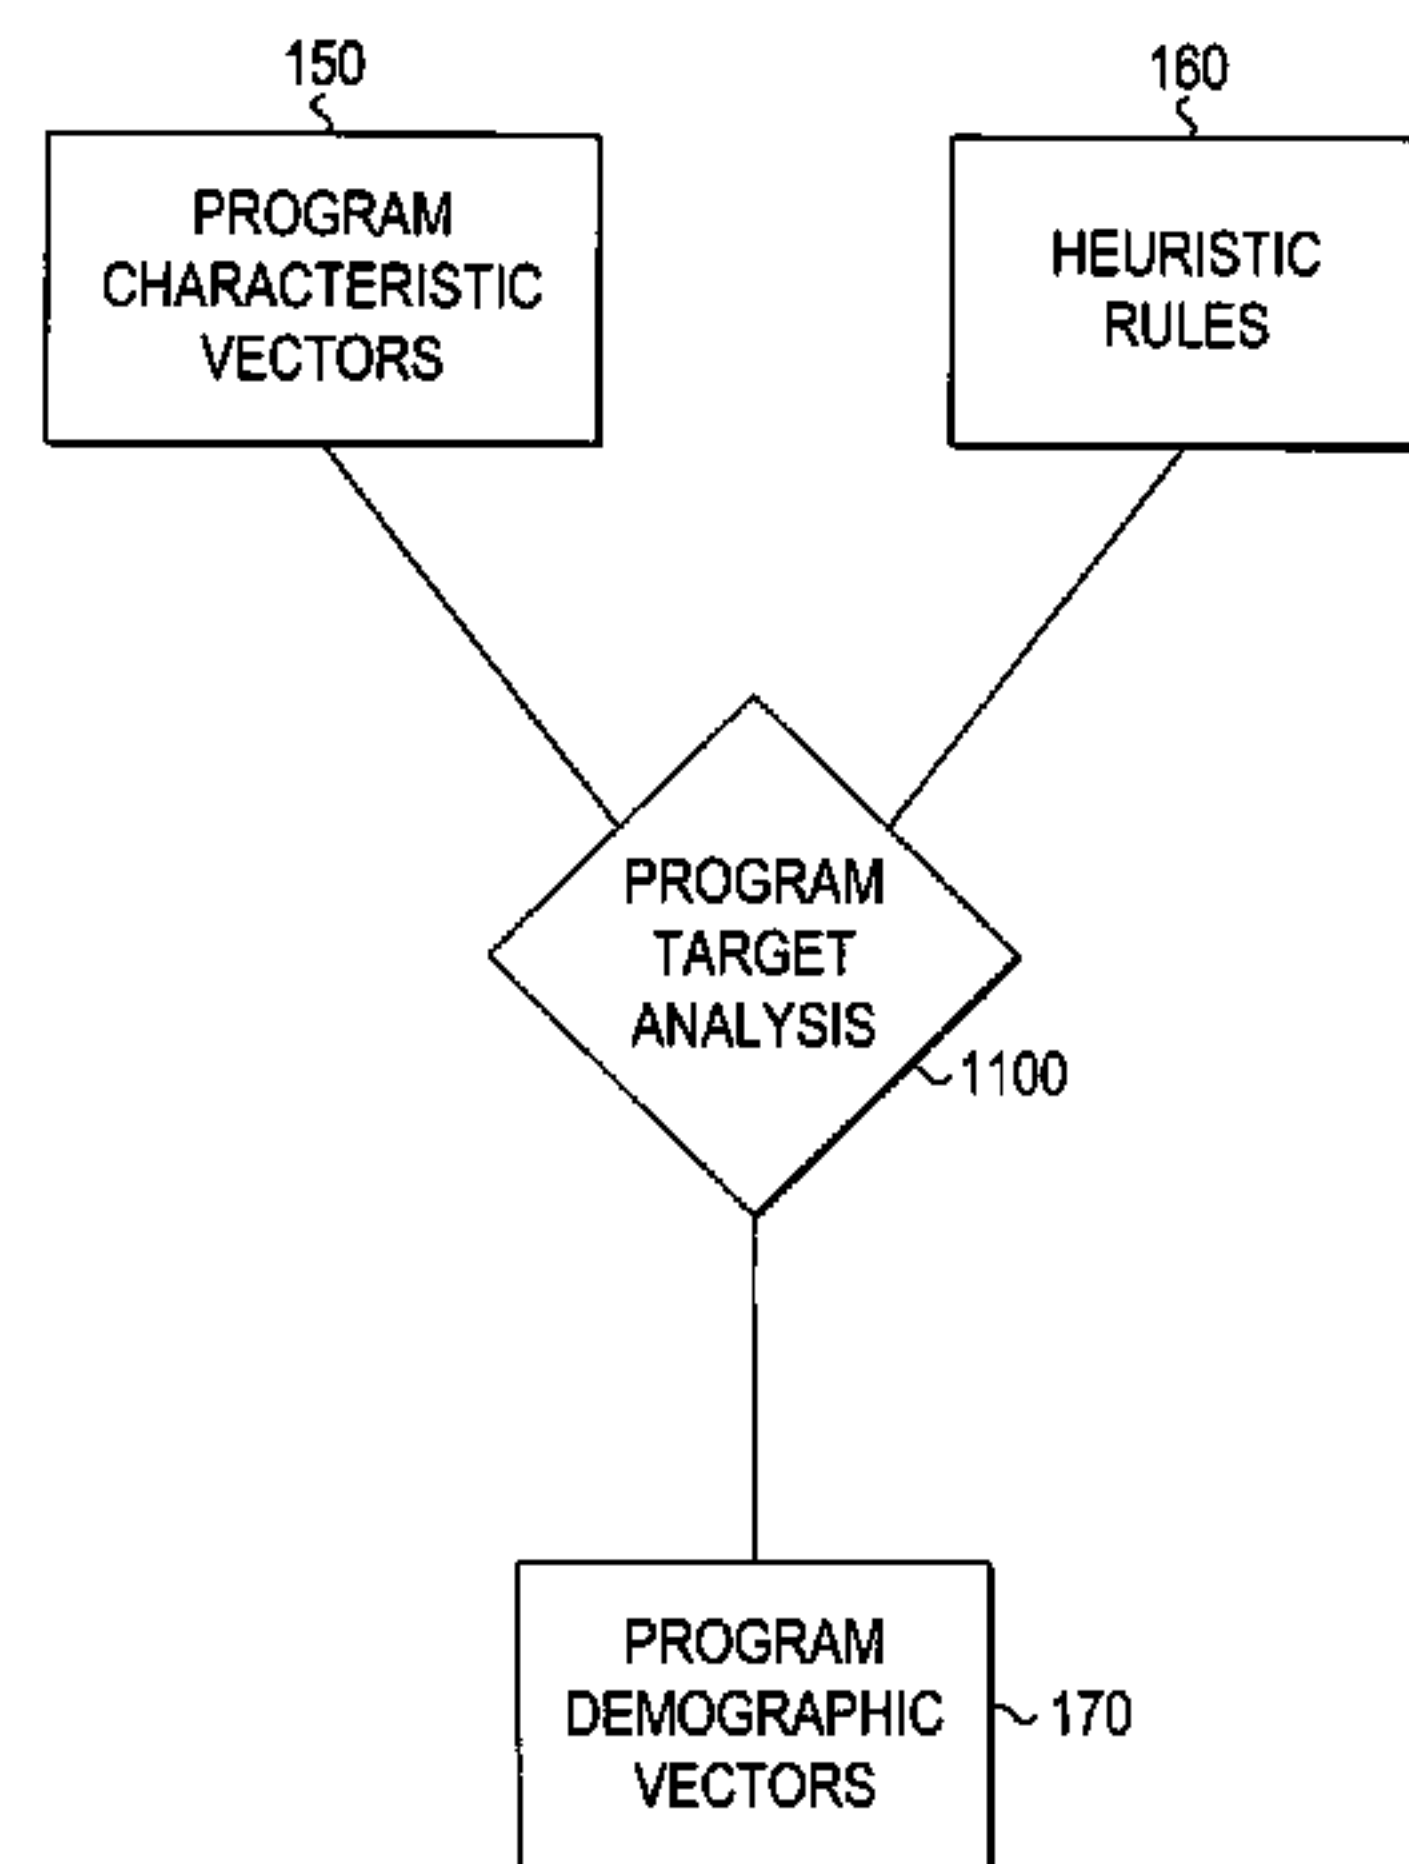 150
160
PROGRAM
CHARACTERISTIC
VECTORS
HEURISTIC
RULES
PROGRAM
TARGET
ANALYSIS
1100
PROGRAM
DEMOGRAPHIC
VECTORS
170